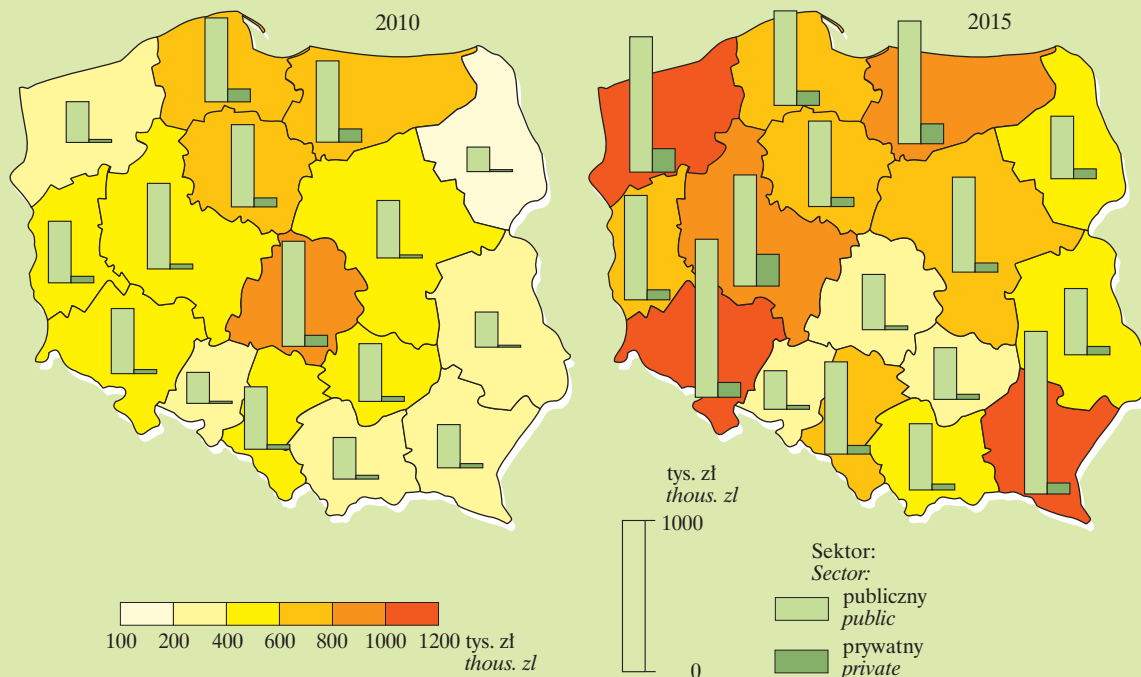 2010
2015
100 200 400 600 800 1000 1200 tys. zł
thous. zl
tys. zł
thous. zl
1000
0
Sektor:
Sector:
publiczny
public
prywatny
private